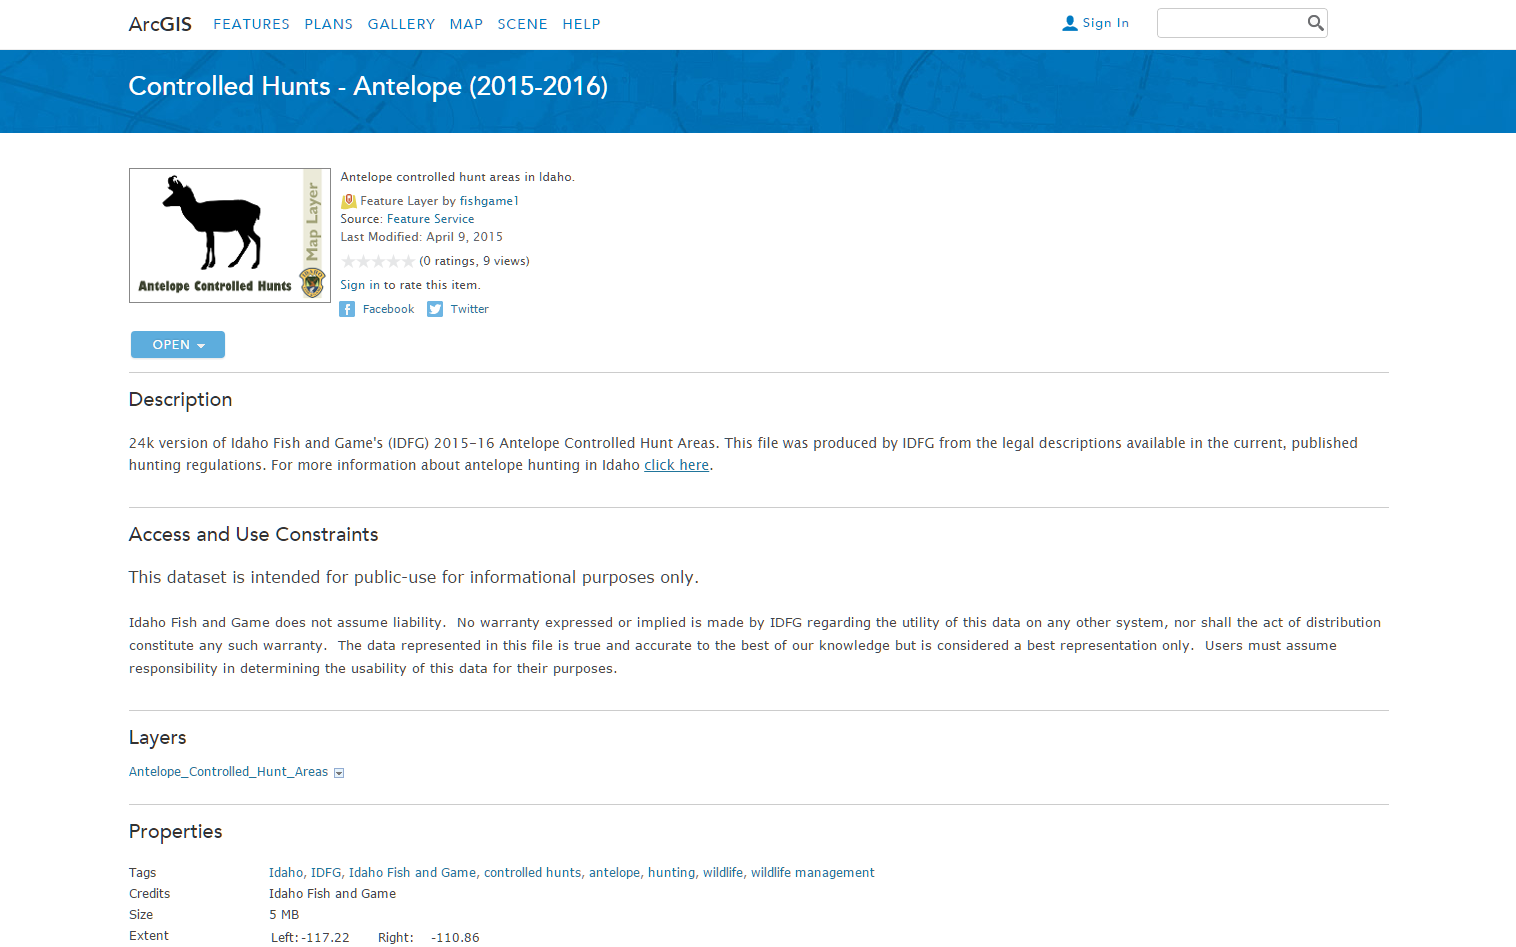 ArcGIS FEATURES PLANS GALLERY MAP SCENE HELP Sign In
Controlled Hunts - Antelope (2015-2016)
Map Layer
IDAHO
Antelope Controlled Hunts
Antelope controlled hunt areas in Idaho.
Feature Layer by fishgame1
Source: Feature Service
Last Modified: April 9, 2015
(0 ratings, 9 views)
Sign in to rate this item.
Facebook Twitter
OPEN
Description
24k version of Idaho Fish and Game's (IDFG) 2015-16 Antelope Controlled Hunt Areas. This file was produced by IDFG from the legal descriptions available in the current, published
hunting regulations. For more information about antelope hunting in Idaho click here.
Access and Use Constraints
This dataset is intended for public-use for informational purposes only.
Idaho Fish and Game does not assume liability.  No warranty expressed or implied is made by IDFG regarding the utility of this data on any other system, nor shall the act of distribution
constitute any such warranty.  The data represented in this file is true and accurate to the best of our knowledge but is considered a best representation only.  Users must assume
responsibility in determining the usability of this data for their purposes.
Layers
Antelope_Controlled_Hunt_Areas
Properties
Tags Idaho, IDFG, Idaho Fish and Game, controlled hunts, antelope, hunting, wildlife, wildlife management
Credits Idaho Fish and Game
Size 5 MB
Extent Left: -117.22 Right: -110.86